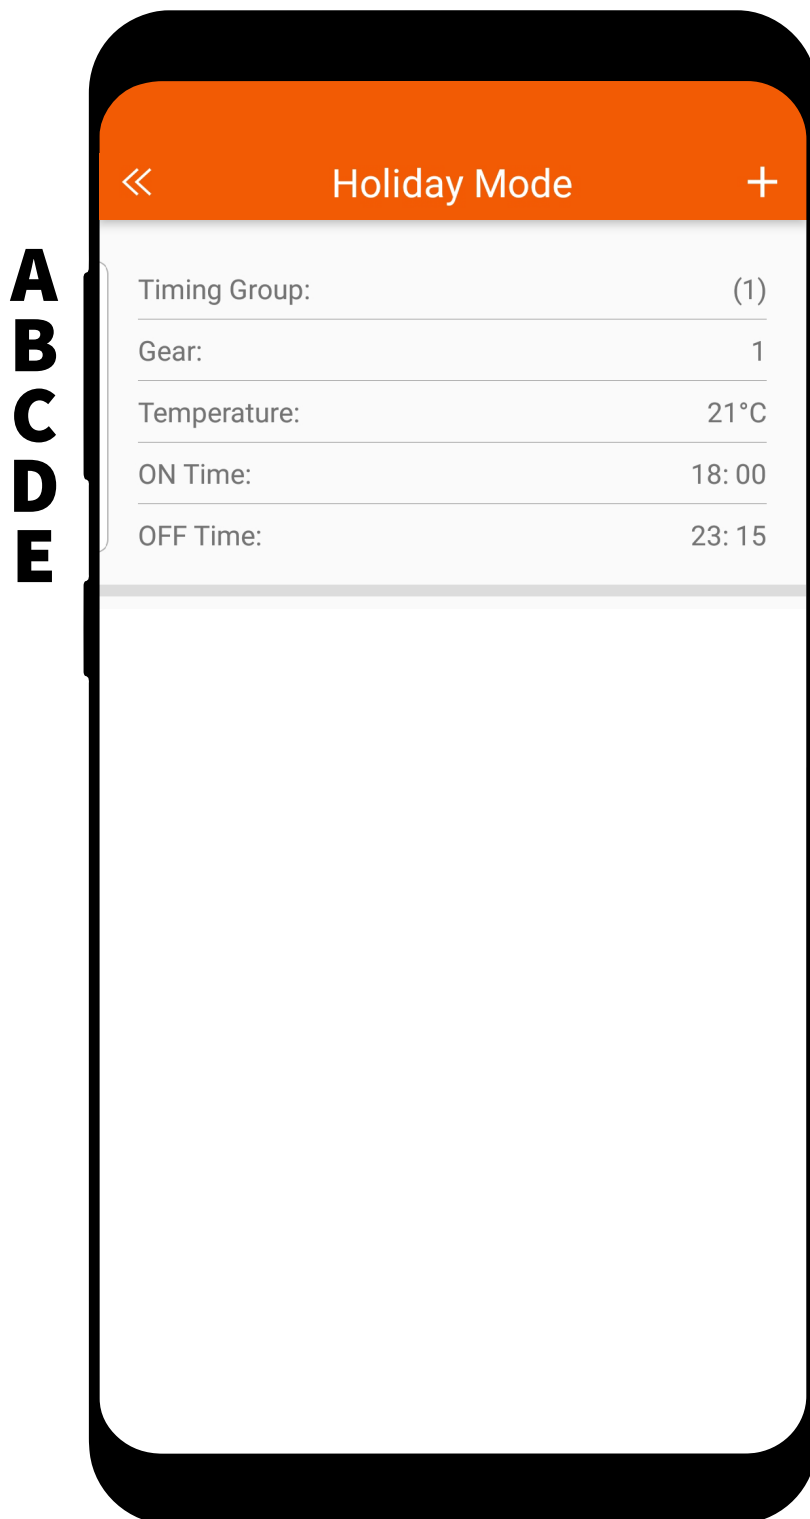 Holiday Mode
A Timing Group: (1)
B Gear: 1
C Temperature: 21°C
D ON Time: 18: 00
E OFF Time: 23: 15